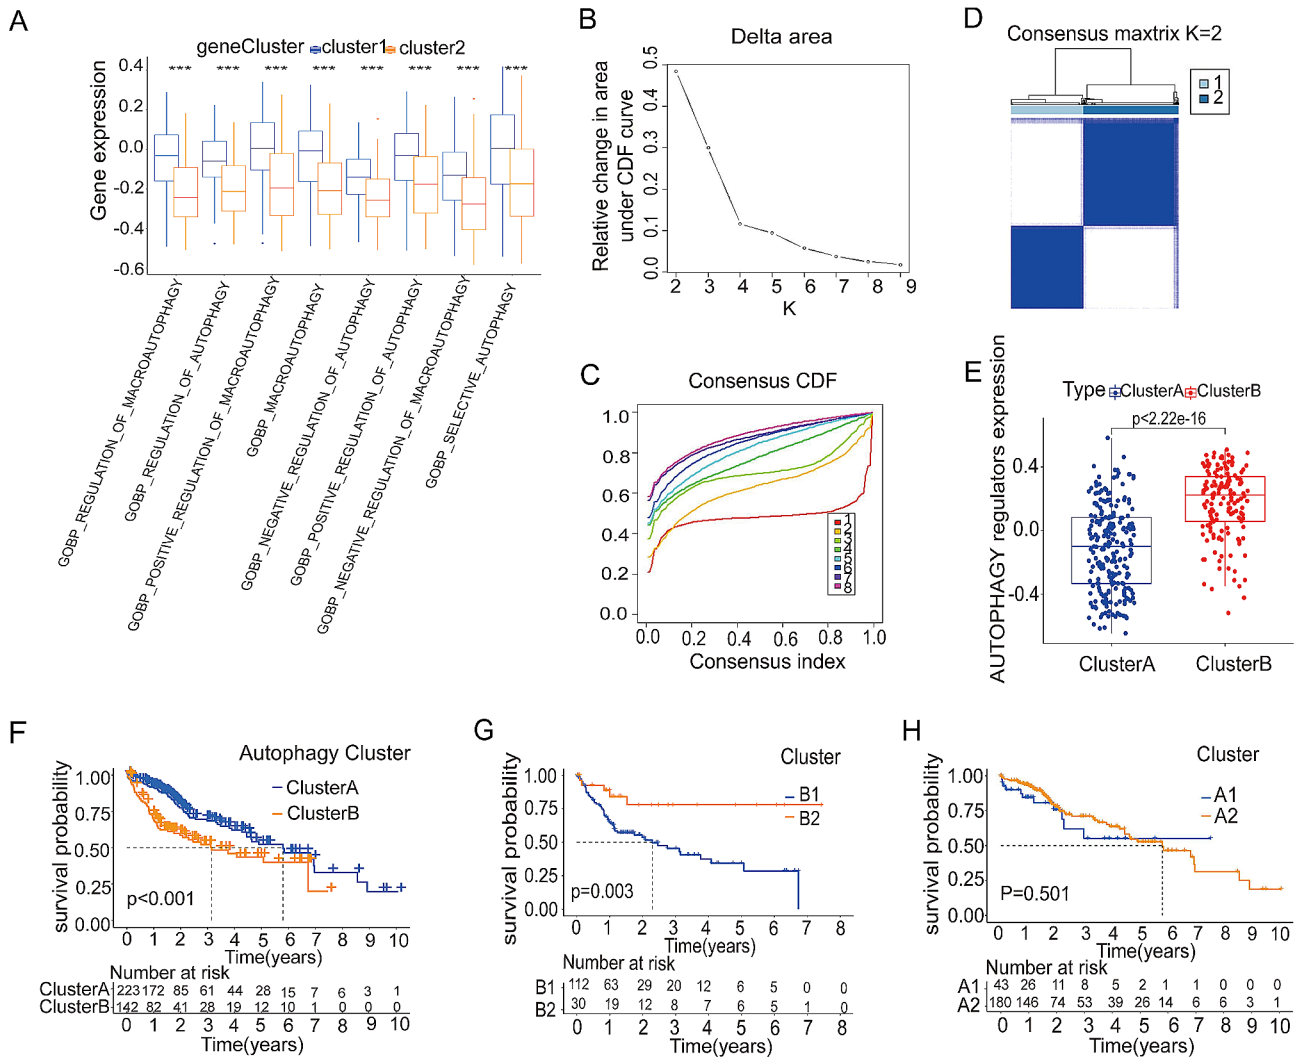 A
geneCluster cluster1 cluster2
*** *** *** *** *** *** *** ***
Gene expression
0.4
0.2
0.0
-0.2
-0.4
-0.6
GOBP_REGULATION_OF_MACROAUTOPHAGY
GOBP_REGULATION_OF_AUTOPHAGY
GOBP_POSITIVE_REGULATION_OF_MACROAUTOPHAGY
GOBP_MACROAUTOPHAGY
GOBP_NEGATIVE_REGULATION_OF_AUTOPHAGY
GOBP_POSITIVE_REGULATION_OF_AUTOPHAGY
GOBP_NEGATIVE_REGULATION_OF_MACROAUTOPHAGY
GOBP_SELECTIVE_AUTOPHAGY
B
Delta area
Relative change in area
under CDF curve
0.5
0.4
0.3
0.2
0.1
0.0
2 3 4 5 6 7 8 9
K
C
Consensus CDF
1.0
0.8
0.6
0.4
0.2
0.0
1
2
3
4
5
6
7
8
0.0 0.2 0.4 0.6 0.8 1.0
Consensus index
D
Consensus maxtrix K=2
1
2
E
AUTOPHAGY regulators expression
Type ClusterA ClusterB
p<2.22e-16
0.4
0.0
-0.4
ClusterA ClusterB
F
Autophagy Cluster
ClusterA
ClusterB
survival probability
1.00
0.75
0.50
0.25
0.00
p<0.001
0 1 2 3 4 5 6 7 8 9 10
Time(years)
Number at risk
ClusterA 223 172 85 61 44 28 15 7 6 3 1
ClusterB 142 82 41 28 19 12 10 1 0 0 0
0 1 2 3 4 5 6 7 8 9 10
Time(years)
G
Cluster
B1
B2
survival probability
1.00
0.75
0.50
0.25
0.00
p=0.003
0 1 2 3 4 5 6 7 8
Time(years)
Number at risk
B1 112 63 29 20 12 6 5 0 0
B2 30 19 12 8 7 6 5 1 0
0 1 2 3 4 5 6 7 8
Time(years)
H
Cluster
A1
A2
survival probability
1.00
0.75
0.50
0.25
0.00
P=0.501
0 1 2 3 4 5 6 7 8 9 10
Time(years)
Number at risk
A1 43 26 11 8 5 2 1 1 0 0 0
A2 180 146 74 53 39 26 14 6 6 3 1
0 1 2 3 4 5 6 7 8 9 10
Time(years)